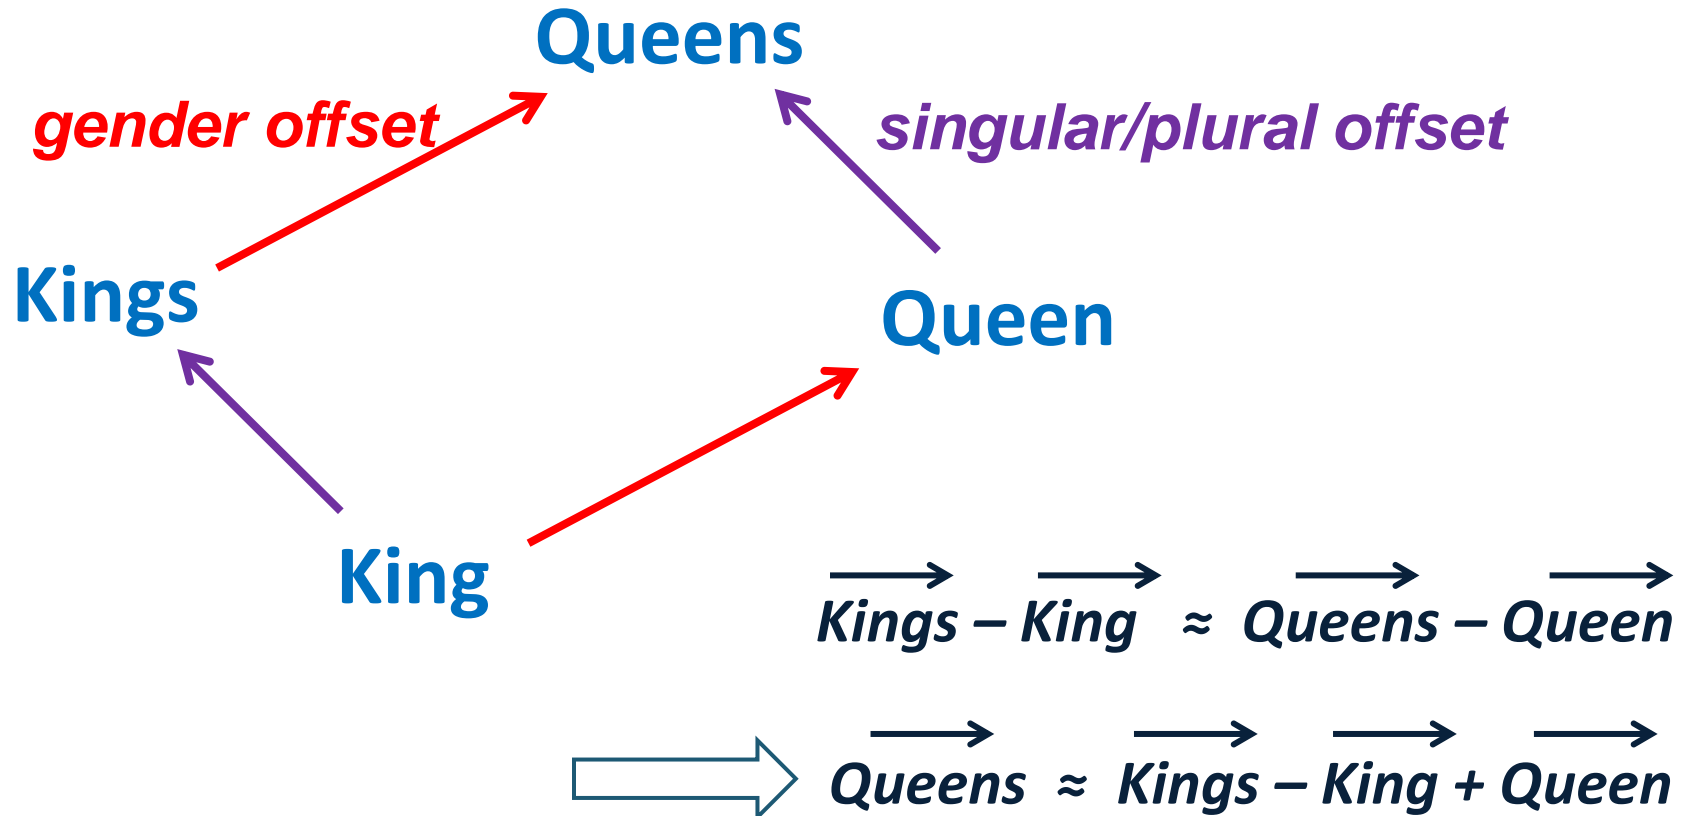 Queens
gender offset
singular/plural offset
Kings
Queen
King
Kings – King ≈ Queens – Queen
Queens ≈ Kings – King + Queen